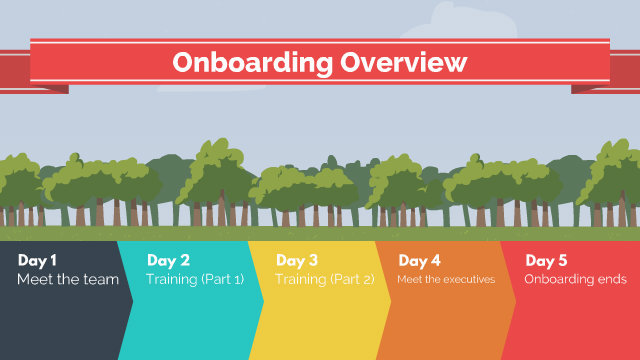 Onboarding Overview
Day 1
Meet the team
Day 2
Training (Part 1)
Day 3
Training (Part 2)
Day 4
Meet the executives
Day 5
Onboarding ends